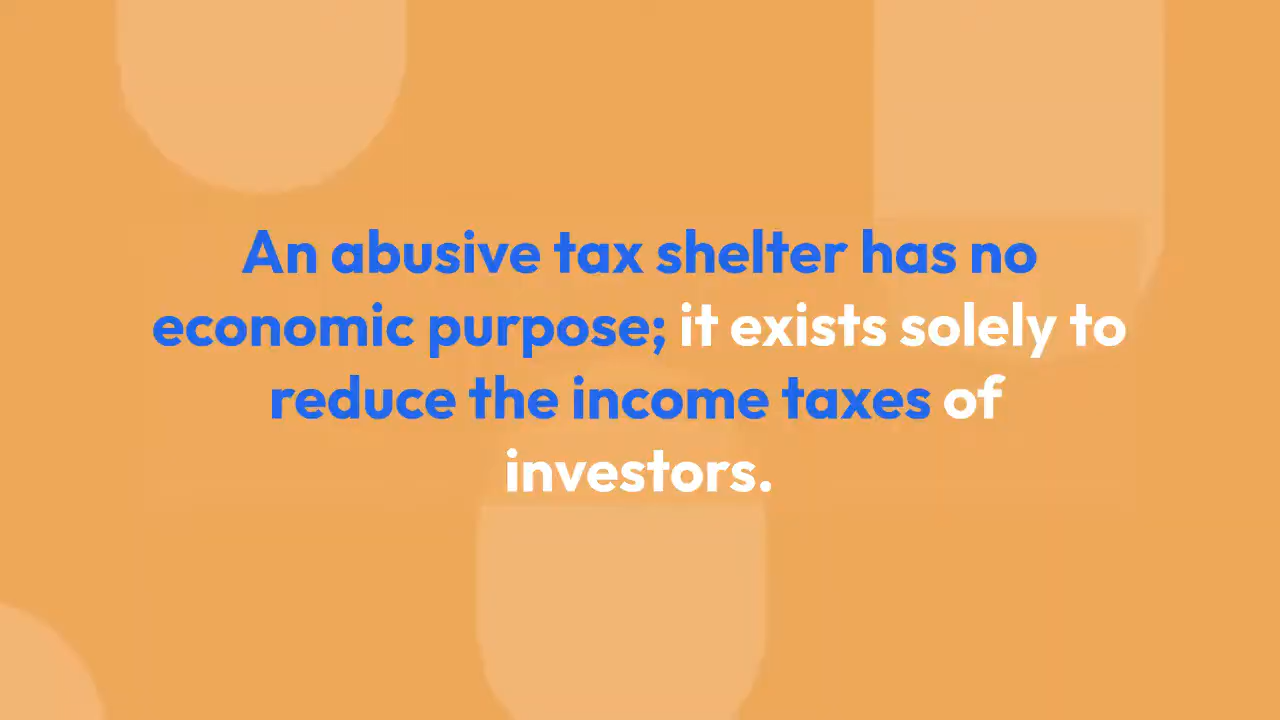 An abusive tax shelter has no
economic purpose; it exists solely to
reduce the income taxes of
investors.